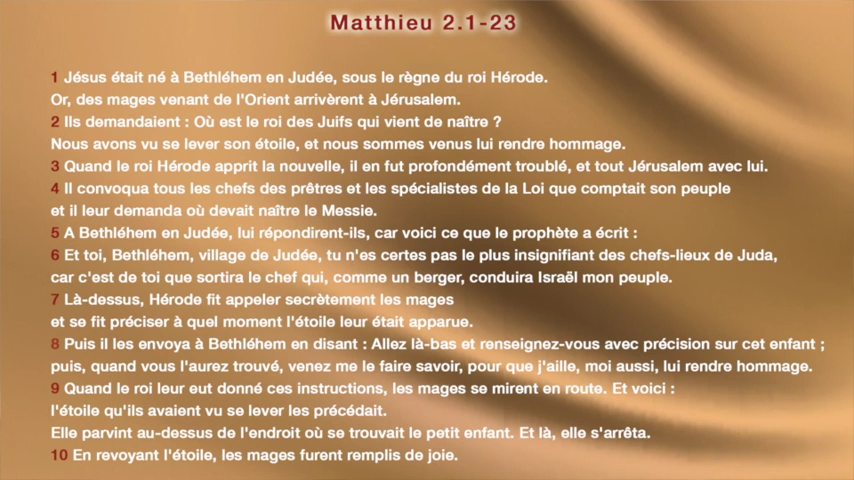 Matthieu 2.1-23
1 Jésus était né à Bethléhem en Judée, sous le règne du roi Hérode.
Or, des mages venant de l'Orient arrivèrent à Jérusalem.
2 Ils demandaient : Où est le roi des Juifs qui vient de naître ?
Nous avons vu se lever son étoile, et nous sommes venus lui rendre hommage.
3 Quand le roi Hérode apprit la nouvelle, il en fut profondément troublé, et tout Jérusalem avec lui.
4 Il convoqua tous les chefs des prêtres et les spécialistes de la Loi que comptait son peuple
et il leur demanda où devait naître le Messie.
5 A Bethléhem en Judée, lui répondirent-ils, car voici ce que le prophète a écrit :
6 Et toi, Bethléhem, village de Judée, tu n'es certes pas le plus insignifiant des chefs-lieux de Juda,
car c'est de toi que sortira le chef qui, comme un berger, conduira Israël mon peuple.
7 Là-dessus, Hérode fit appeler secrètement les mages
et se fit préciser à quel moment l'étoile leur était apparue.
8 Puis il les envoya à Bethléhem en disant : Allez là-bas et renseignez-vous avec précision sur cet enfant ;
puis, quand vous l'aurez trouvé, venez me le faire savoir, pour que j'aille, moi aussi, lui rendre hommage.
9 Quand le roi leur eut donné ces instructions, les mages se mirent en route. Et voici :
l'étoile qu'ils avaient vu se lever les précédait.
Elle parvint au-dessus de l'endroit où se trouvait le petit enfant. Et là, elle s'arrêta.
10 En revoyant l'étoile, les mages furent remplis de joie.